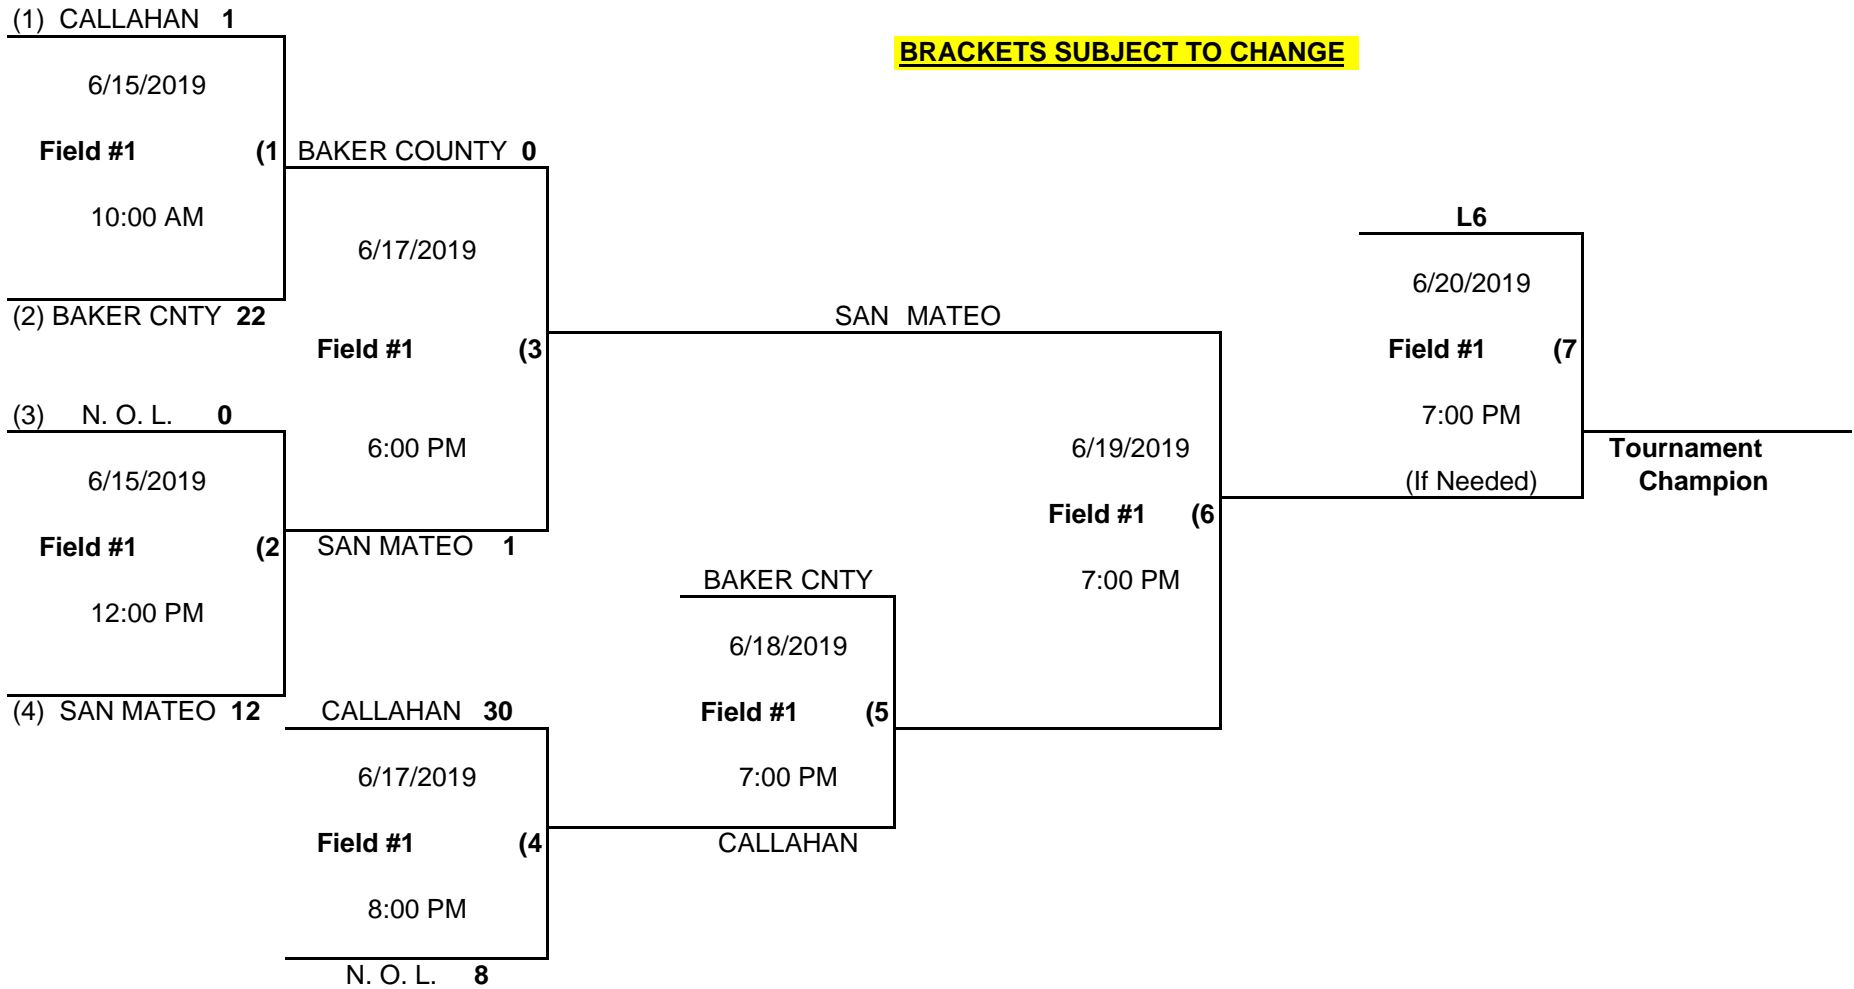 (1) CALLAHAN 1
BRACKETS SUBJECT TO CHANGE
6/15/2019
Field #1 (1
BAKER COUNTY 0
10:00 AM
(2) BAKER CNTY 22
6/17/2019
Field #1 (3
6:00 PM
SAN MATEO
(3) N. O. L. 0
6/15/2019
Field #1 (2
12:00 PM
(4) SAN MATEO 12
SAN MATEO 1
CALLAHAN 30
6/17/2019
Field #1 (4
8:00 PM
N. O. L. 8
BAKER CNTY
6/18/2019
Field #1 (5
7:00 PM
CALLAHAN
6/19/2019
Field #1 (6
7:00 PM
L6
6/20/2019
Field #1 (7
7:00 PM
(If Needed)
Tournament
Champion